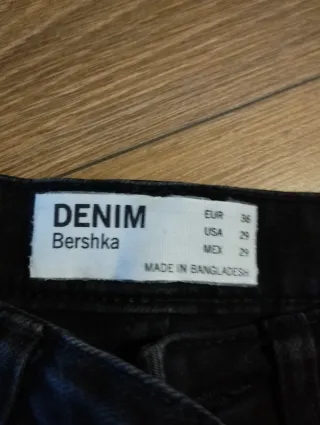 DENIM
Bershka
EUR 36
USA 29
MEX 29
MADE IN BANGLADESH